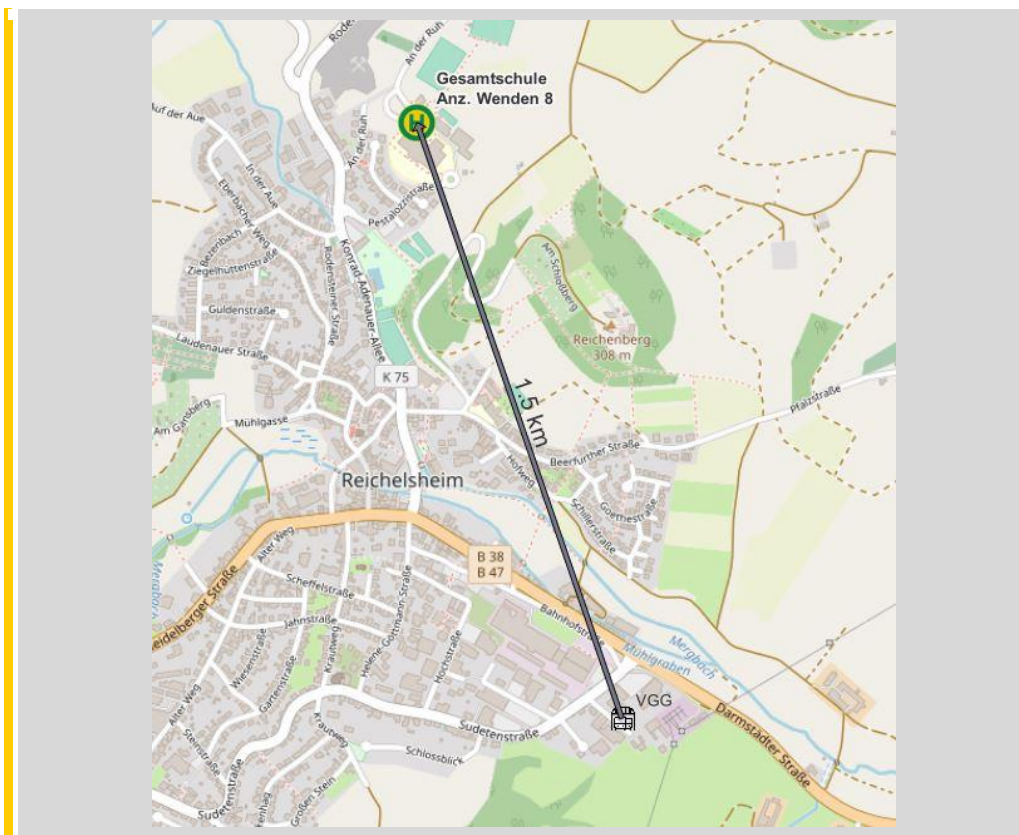 Rode
An der Ruh
Gesamtschule
Anz. Wenden 8
H
Auf der Aue
An der Ruh
In der Aue
Eberbacher Weg
Pestalozzistraße
Bezenbach
Ziegelhüttenstraße
Rodensteiner Straße
Konrad-Adenauer-Allee
Am Schloßberg
Guldenstraße
Reichenberg
308 m
Laudenauer Straße
K 75
1.5 km
Pfalzstraße
Am Gansberg
Mühlgasse
Beerfurther Straße
Hofweg
Reichelsheim
Goethestraße
Schillerstraße
Alter Weg
B 38
B 47
Scheffelstraße
Mergbach
Heidelberger Straße
Jahnstraße
Helene-Göttmann-Straße
Bahnhofstraße
Mergbach
Mühlgraben
Wiesenstraße
Krautweg
Hochstraße
Gartenstraße
VGG
Alter Weg
Darmstädter Straße
Sudetenstraße
Krautweg
Steinstraße
Schlossblick
Großen Stein
Sudetenstraße